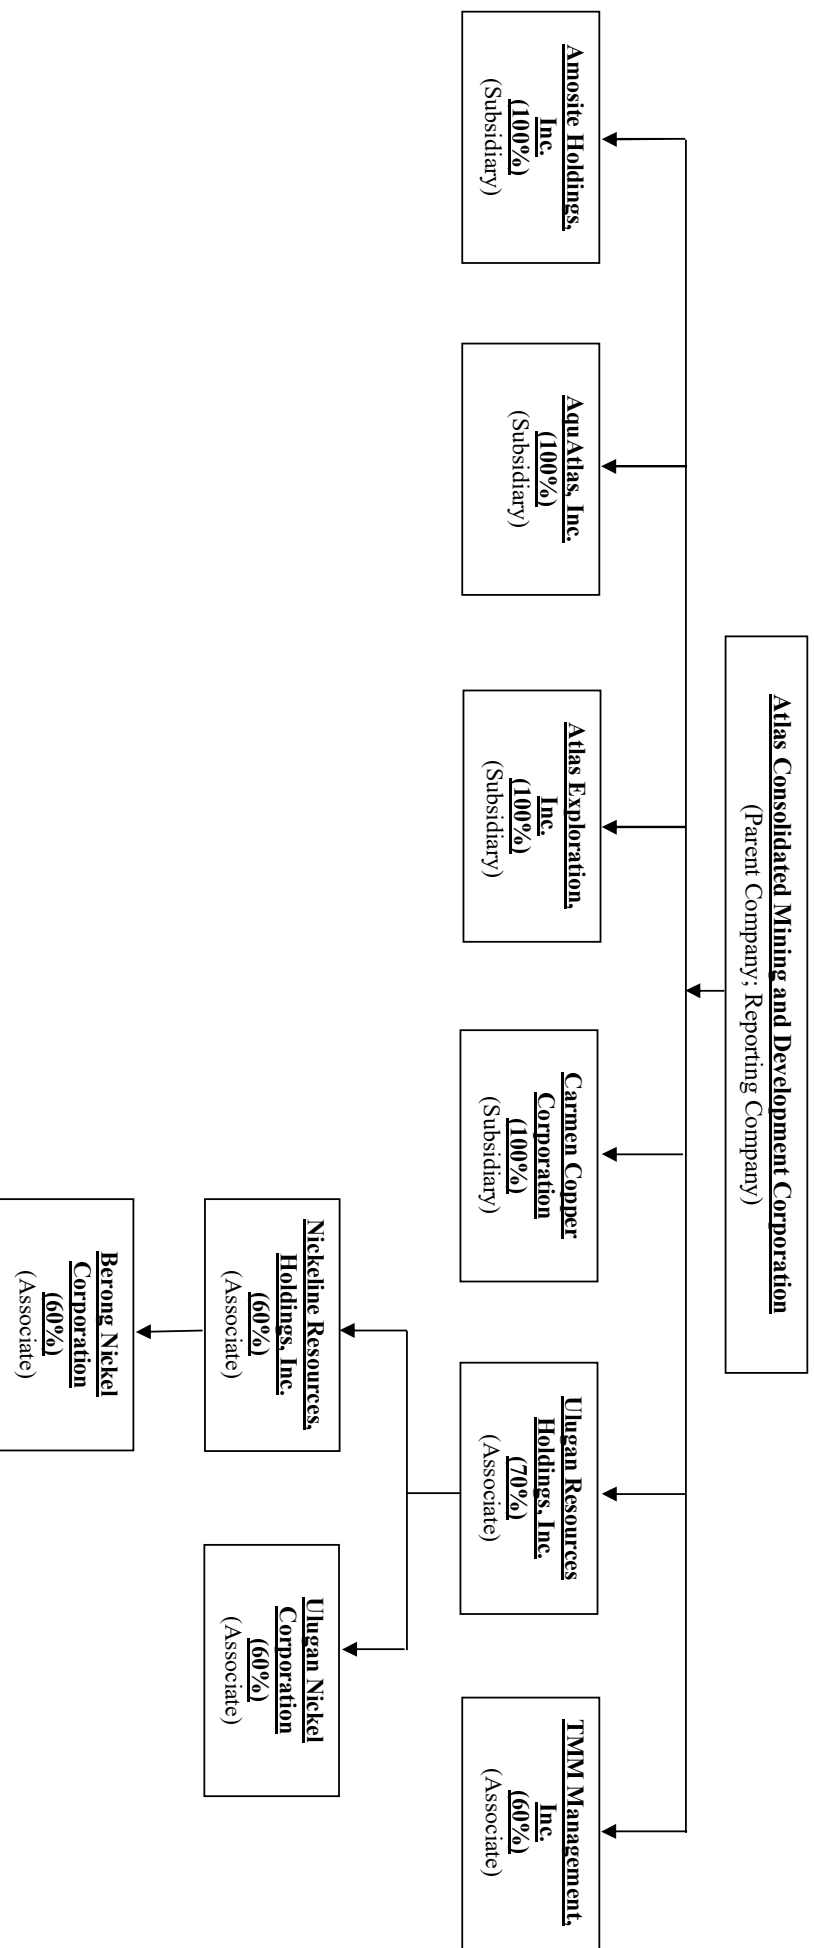 Atlas Consolidated Mining and Development Corporation
(Parent Company; Reporting Company)
Amosite Holdings,
Inc.
(100%)
(Subsidiary)
AquAtlas, Inc.
(100%)
(Subsidiary)
Atlas Exploration,
Inc.
(100%)
(Subsidiary)
Carmen Copper
Corporation
(100%)
(Subsidiary)
Ulugan Resources
Holdings, Inc.
(70%)
(Associate)
TMM Management,
Inc.
(60%)
(Associate)
Nickeline Resources,
Holdings, Inc.
(60%)
(Associate)
Ulugan Nickel
Corporation
(60%)
(Associate)
Berong Nickel
Corporation
(60%)
(Associate)